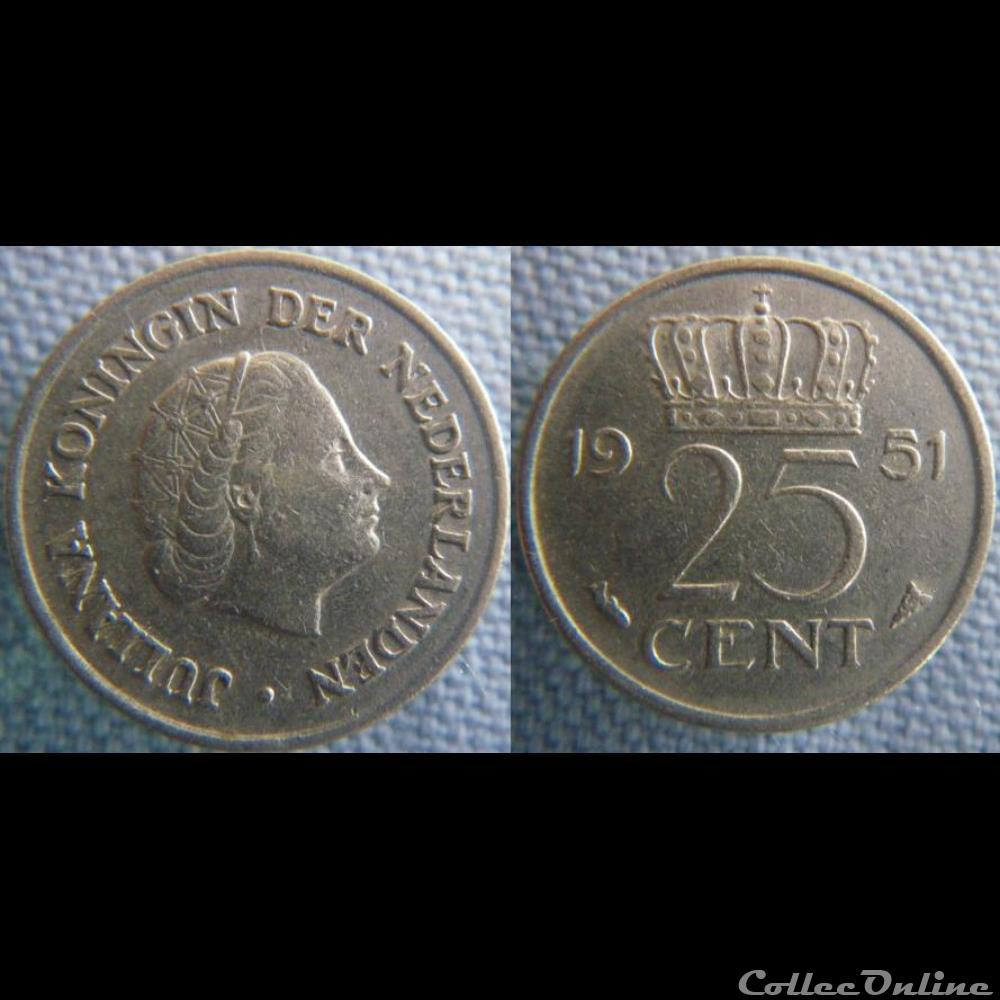 JULIANA KONINGIN DER NEDERLANDEN ·
19 51
25
CENT
CollecOnline